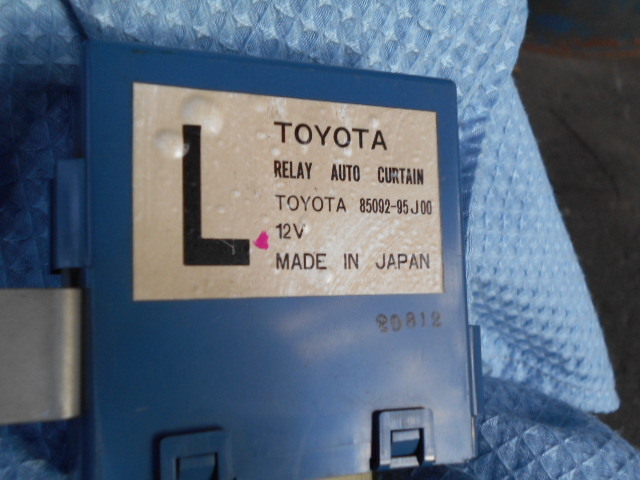 L
TOYOTA
RELAY AUTO CURTAIN
TOYOTA 85092-95J00
12V
MADE IN JAPAN
80812